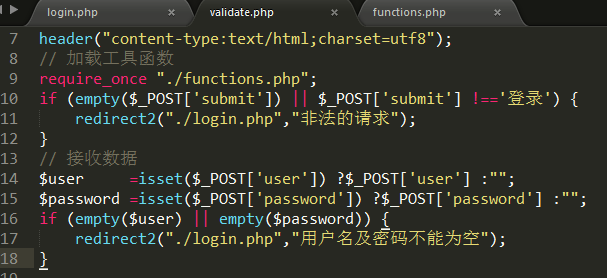 login.php × validate.php × functions.php ×
7 header("content-type:text/html;charset=utf8");
8 // 加载工具函数
9 require_once "./functions.php";
10 if (empty($_POST['submit']) || $_POST['submit'] !=='登录') {
11     redirect2("./login.php","非法的请求");
12 }
13 // 接收数据
14 $user     =isset($_POST['user']) ?$_POST['user'] :"";
15 $password =isset($_POST['password']) ?$_POST['password'] :"";
16 if (empty($user) || empty($password)) {
17     redirect2("./login.php","用户名及密码不能为空");
18 }